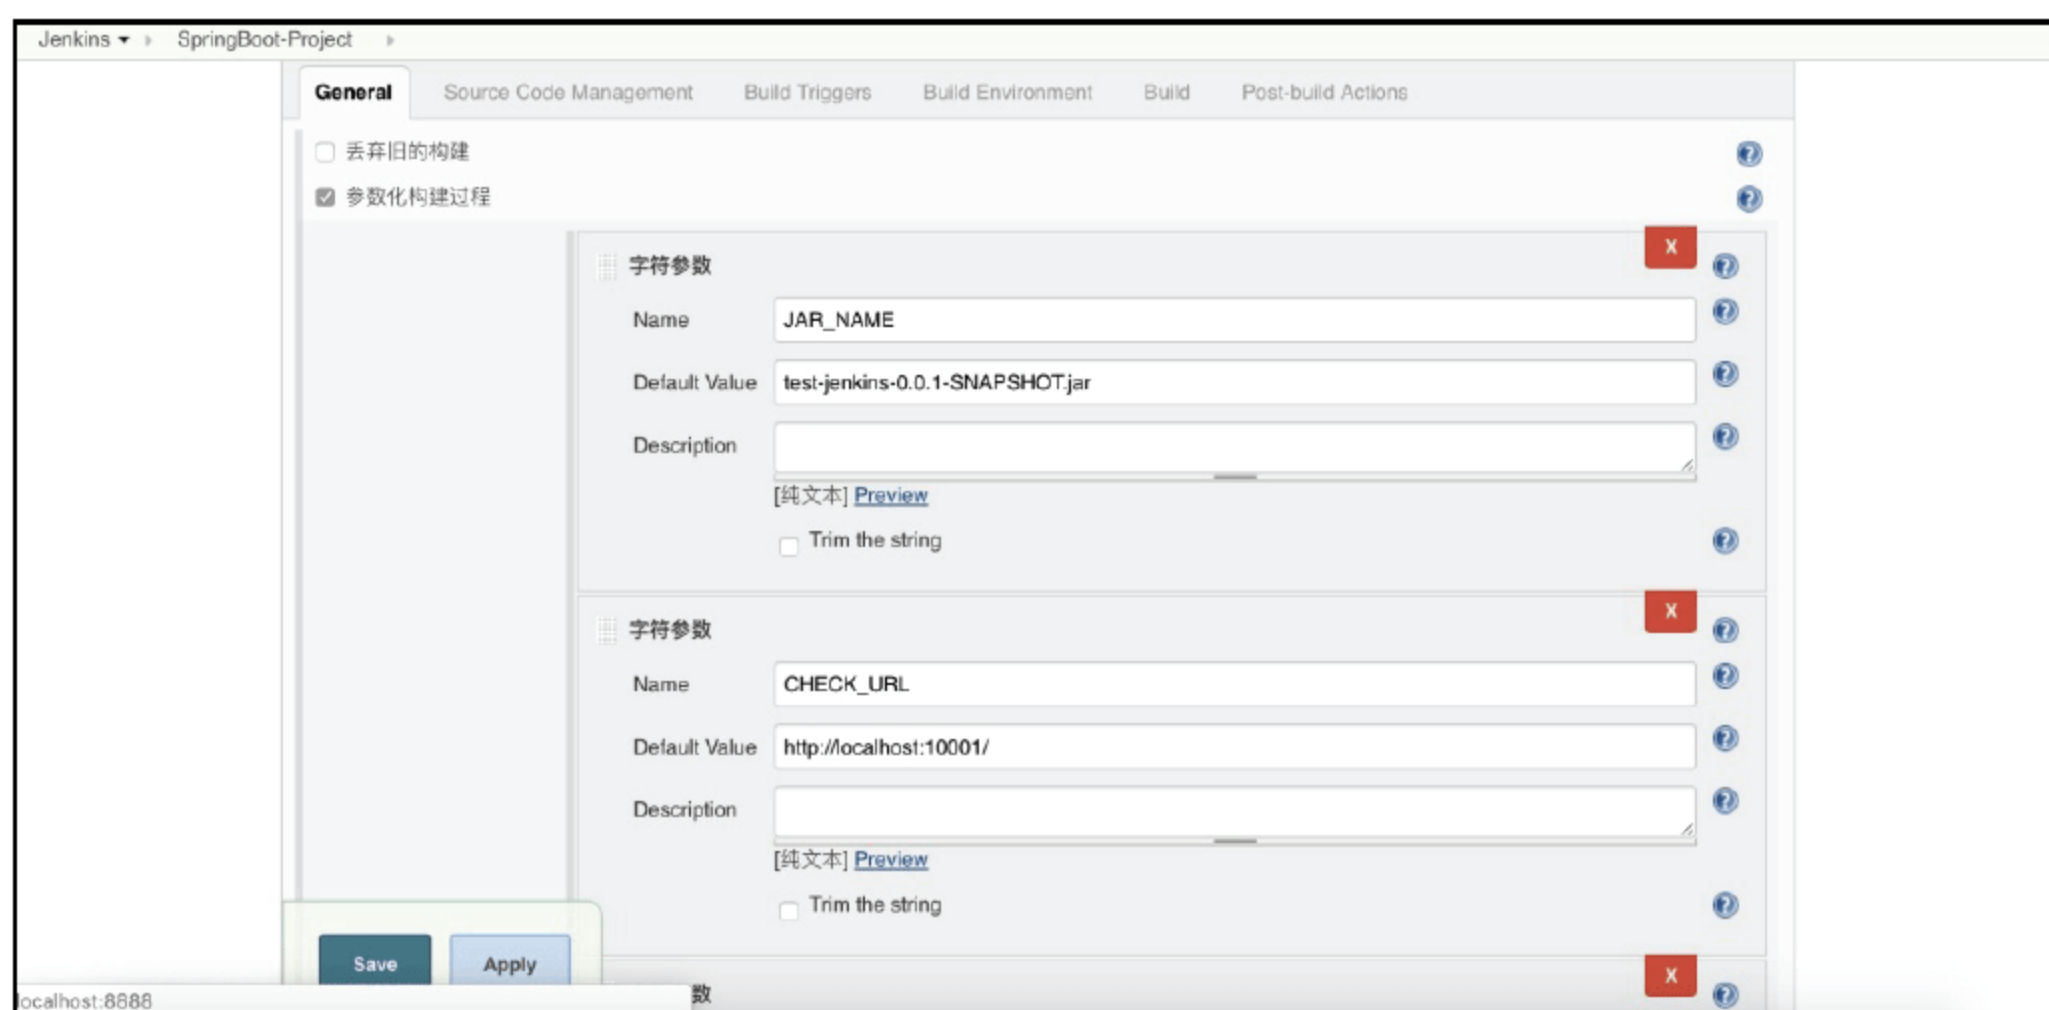 Jenkins SpringBoot-Project
General Source Code Management Build Triggers Build Environment Build Post-build Actions
丢弃旧的构建
参数化构建过程
X
字符参数
Name JAR_NAME
Default Value test-jenkins-0.0.1-SNAPSHOT.jar
Description
[纯文本] Preview
Trim the string
X
字符参数
Name CHECK_URL
Default Value http://localhost:10001/
Description
[纯文本] Preview
Trim the string
Save Apply
X
数
localhost:8888